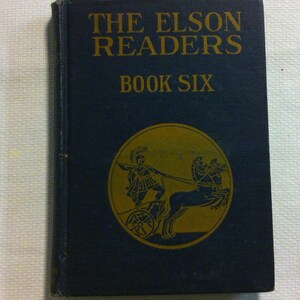 THE ELSON
READERS
BOOK SIX